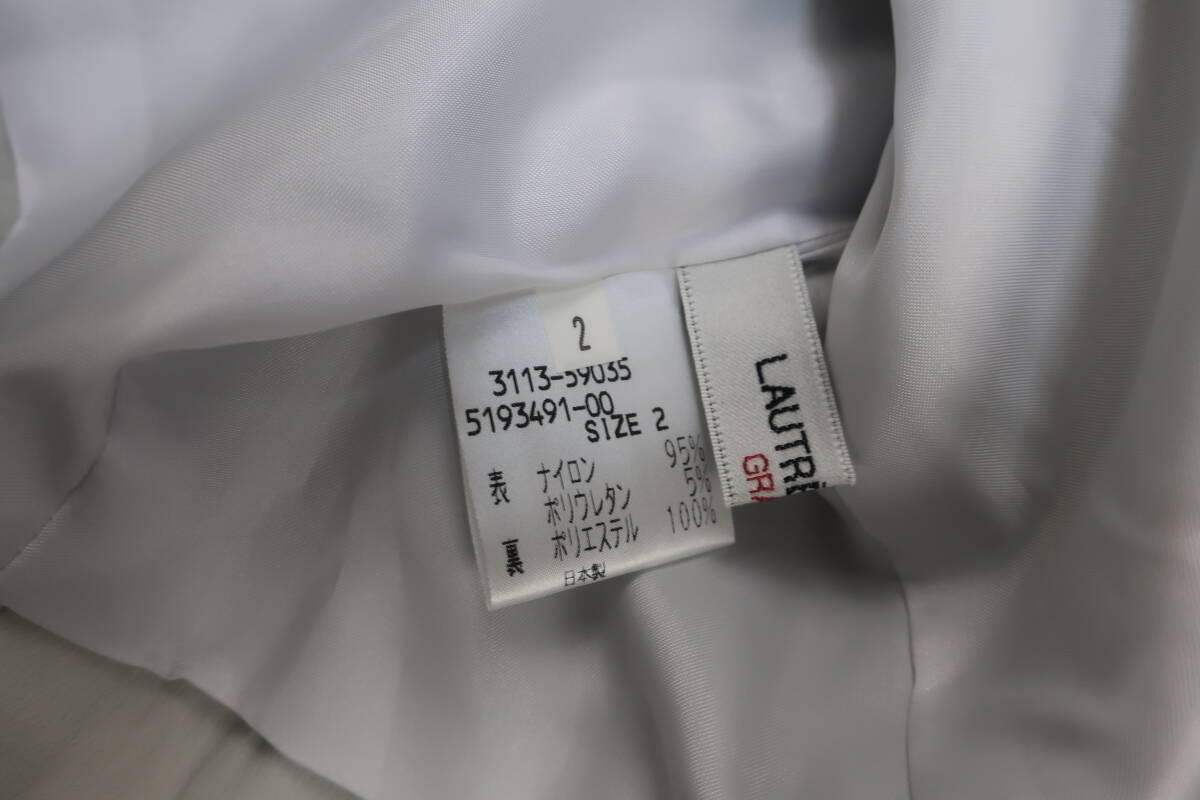 2
3113-59035
5193491-00
SIZE 2
表 ナイロン 95%
ポリウレタン 5%
裏 ポリエステル 100%
日本製
LAUTRÉ
GRA